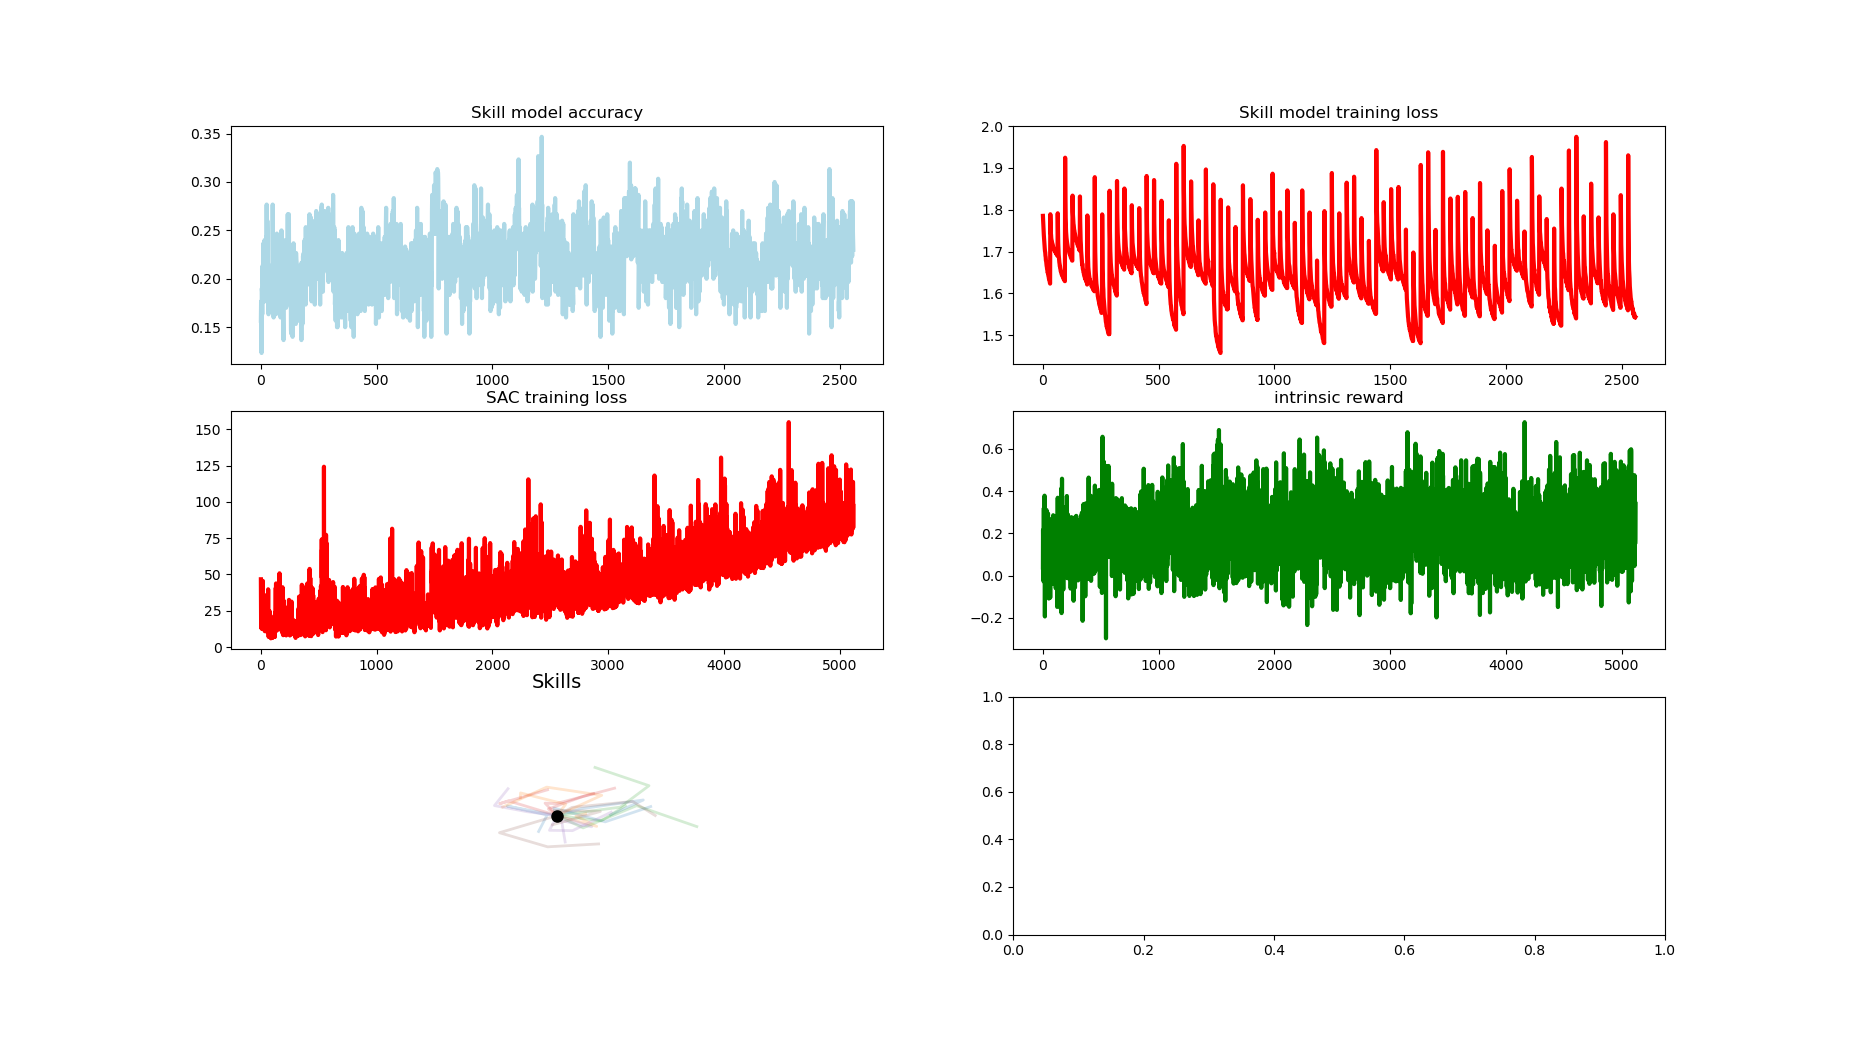 Skill model accuracy
0.35
0.30
0.25
0.20
0.15
0 500 1000 1500 2000 2500
Skill model training loss
2.0
1.9
1.8
1.7
1.6
1.5
0 500 1000 1500 2000 2500
SAC training loss
150
125
100
75
50
25
0
0 1000 2000 3000 4000 5000
intrinsic reward
0.6
0.4
0.2
0.0
−0.2
0 1000 2000 3000 4000 5000
Skills
1.0
0.8
0.6
0.4
0.2
0.0
0.0 0.2 0.4 0.6 0.8 1.0